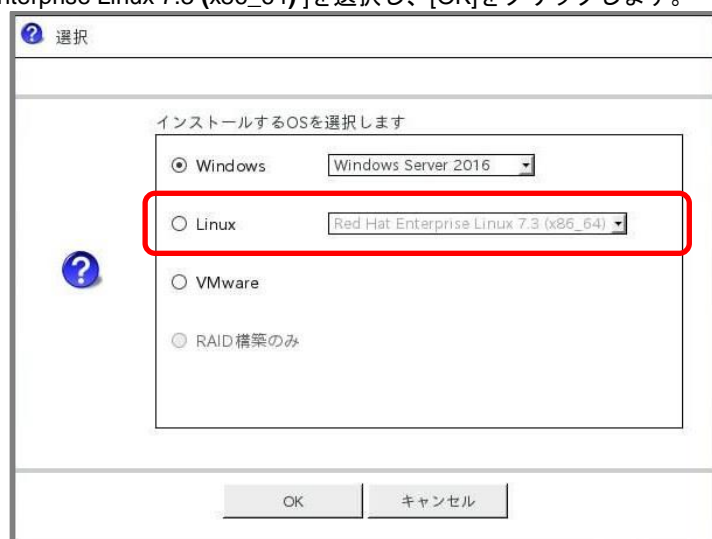 Linux 7.3 (x86_64) ]を選択し、[OK]をクリックします。
選択
インストールするOSを選択します
Windows Windows Server 2016
Linux Red Hat Enterprise Linux 7.3 (x86_64)
VMware
RAID構築のみ
OK キャンセル